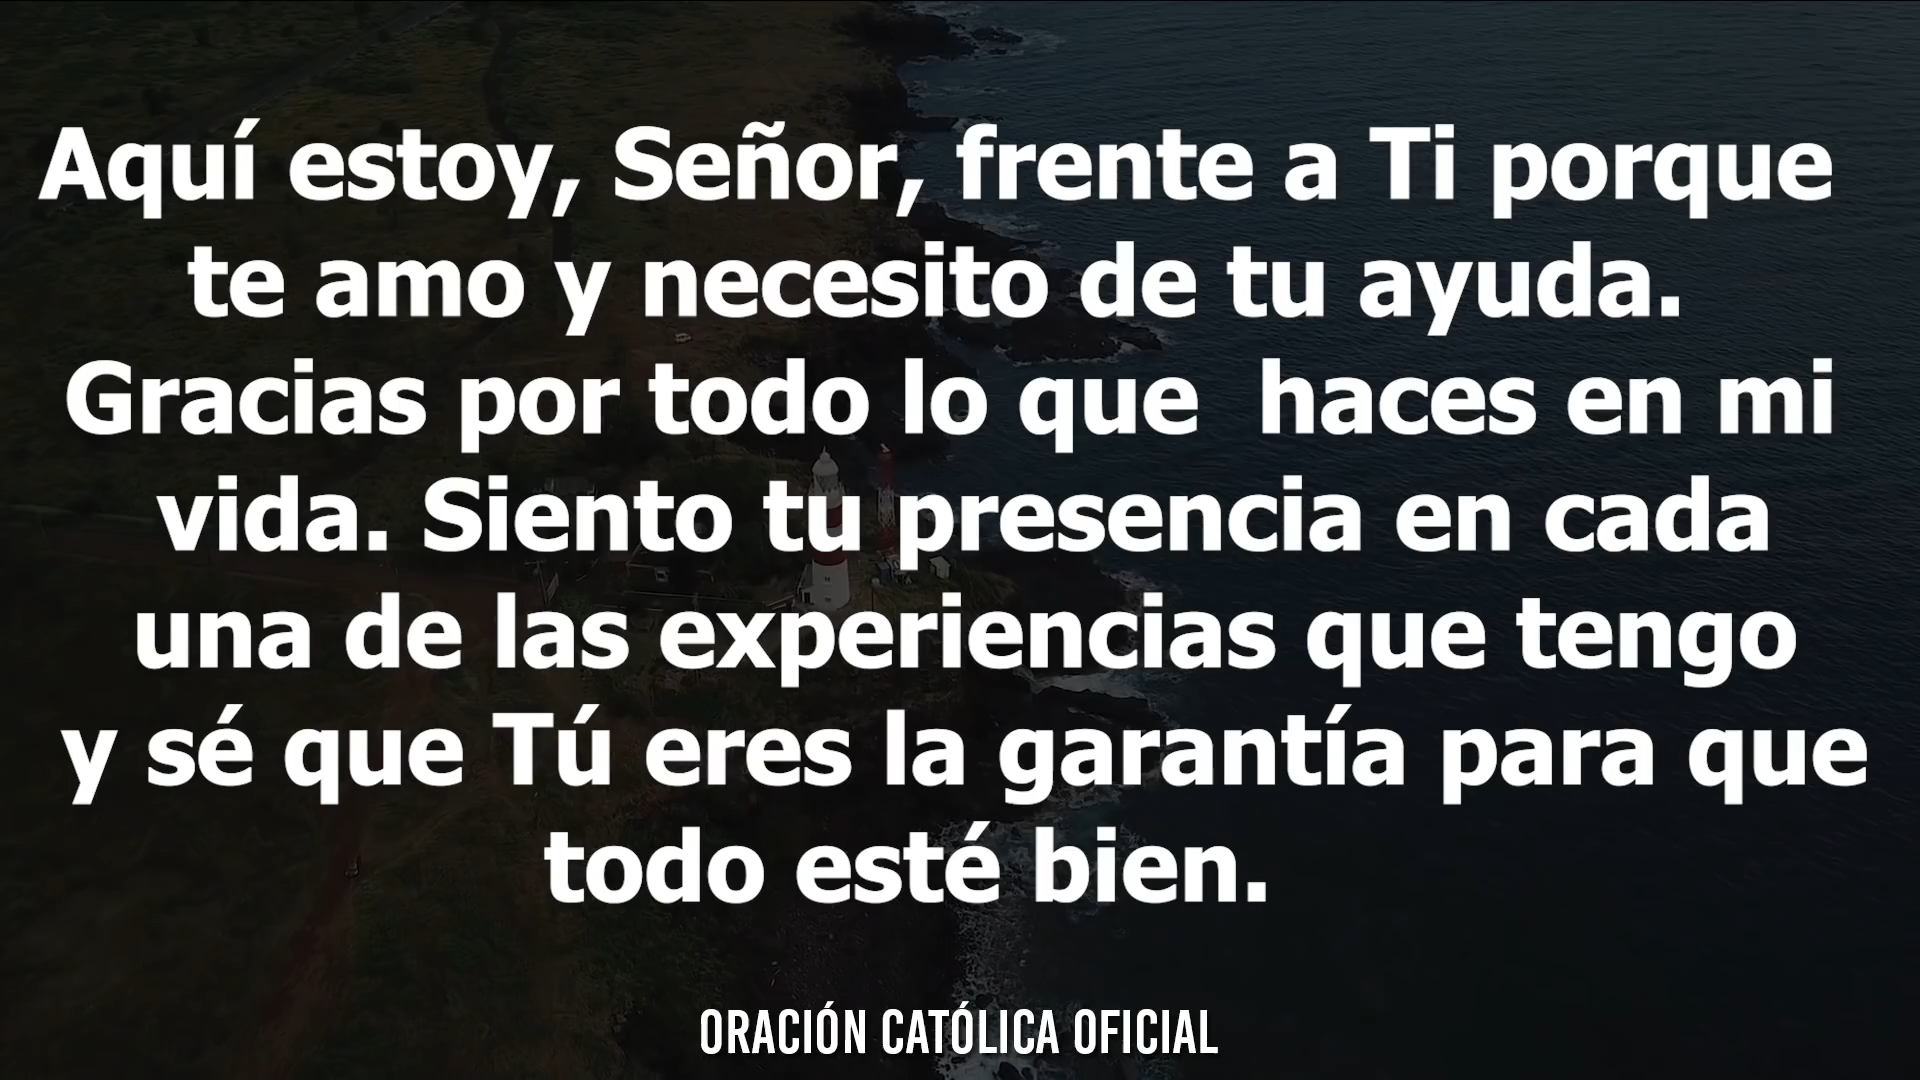 Aquí estoy, Señor, frente a Ti porque
te amo y necesito de tu ayuda.
Gracias por todo lo que  haces en mi
vida. Siento tu presencia en cada
una de las experiencias que tengo
y sé que Tú eres la garantía para que
todo esté bien.
ORACIÓN CATÓLICA OFICIAL